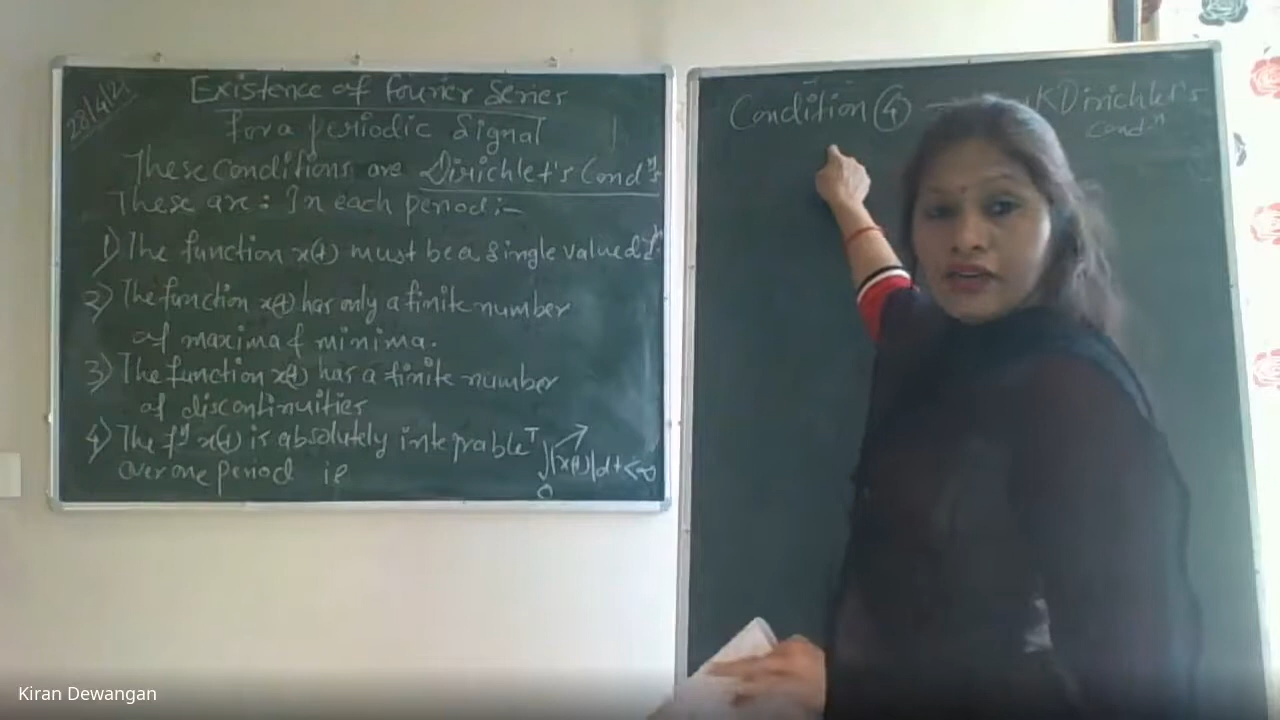 28/4/21
Existence of Fourier Series
for a periodic Signal
These Conditions are Dirichlet's Condⁿs
These are: In each period :-
1) The function x(t) must be a single valued fⁿ
2) The function x(t) has only a finite number
of maxima & minima.
3) The function x(t) has a finite number
of discontinuities
4) The fⁿ x(t) is absolutely integrable
over one period ie ∫₀ᵀ |x(t)| dt < ∞
Condition ④ — K Dirichlet's
Condⁿ
Kiran Dewangan